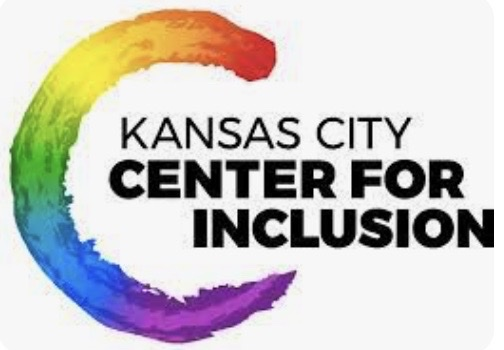 KANSAS CITY
CENTER FOR
INCLUSION